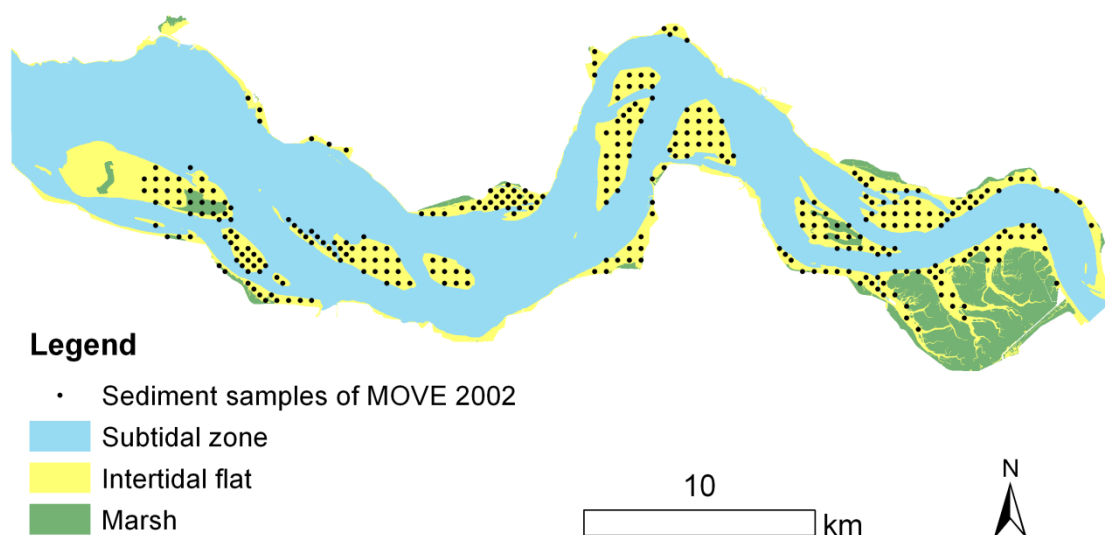 Legend
Sediment samples of MOVE 2002
Subtidal zone
Intertidal flat
Marsh
10
km
N